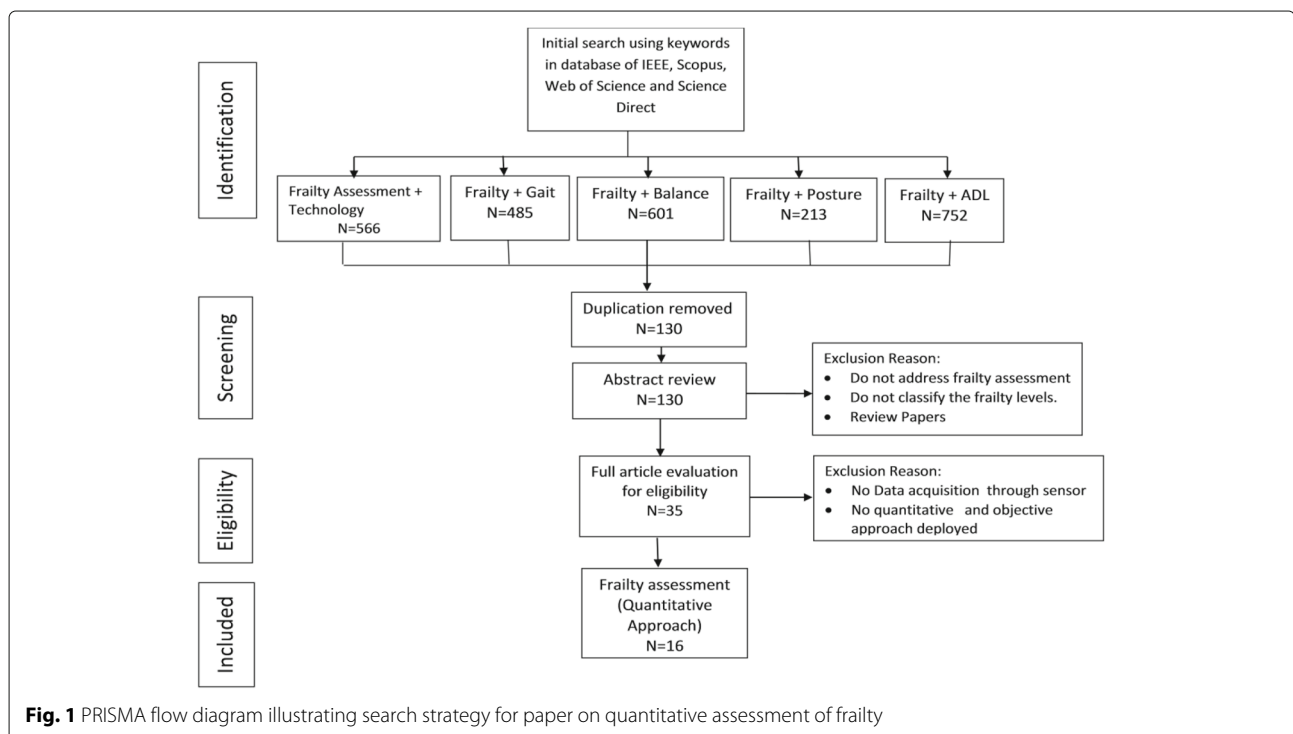 Identification
Initial search using keywords
in database of IEEE, Scopus,
Web of Science and Science
Direct
Frailty Assessment +
Technology
N=566
Frailty + Gait
N=485
Frailty + Balance
N=601
Frailty + Posture
N=213
Frailty + ADL
N=752
Screening
Duplication removed
N=130
Abstract review
N=130
Exclusion Reason:
• Do not address frailty assessment
• Do not classify the frailty levels.
• Review Papers
Eligibility
Full article evaluation
for eligibility
N=35
Exclusion Reason:
• No Data acquisition through sensor
• No quantitative and objective
approach deployed
Included
Frailty assessment
(Quantitative
Approach)
N=16
Fig. 1 PRISMA flow diagram illustrating search strategy for paper on quantitative assessment of frailty